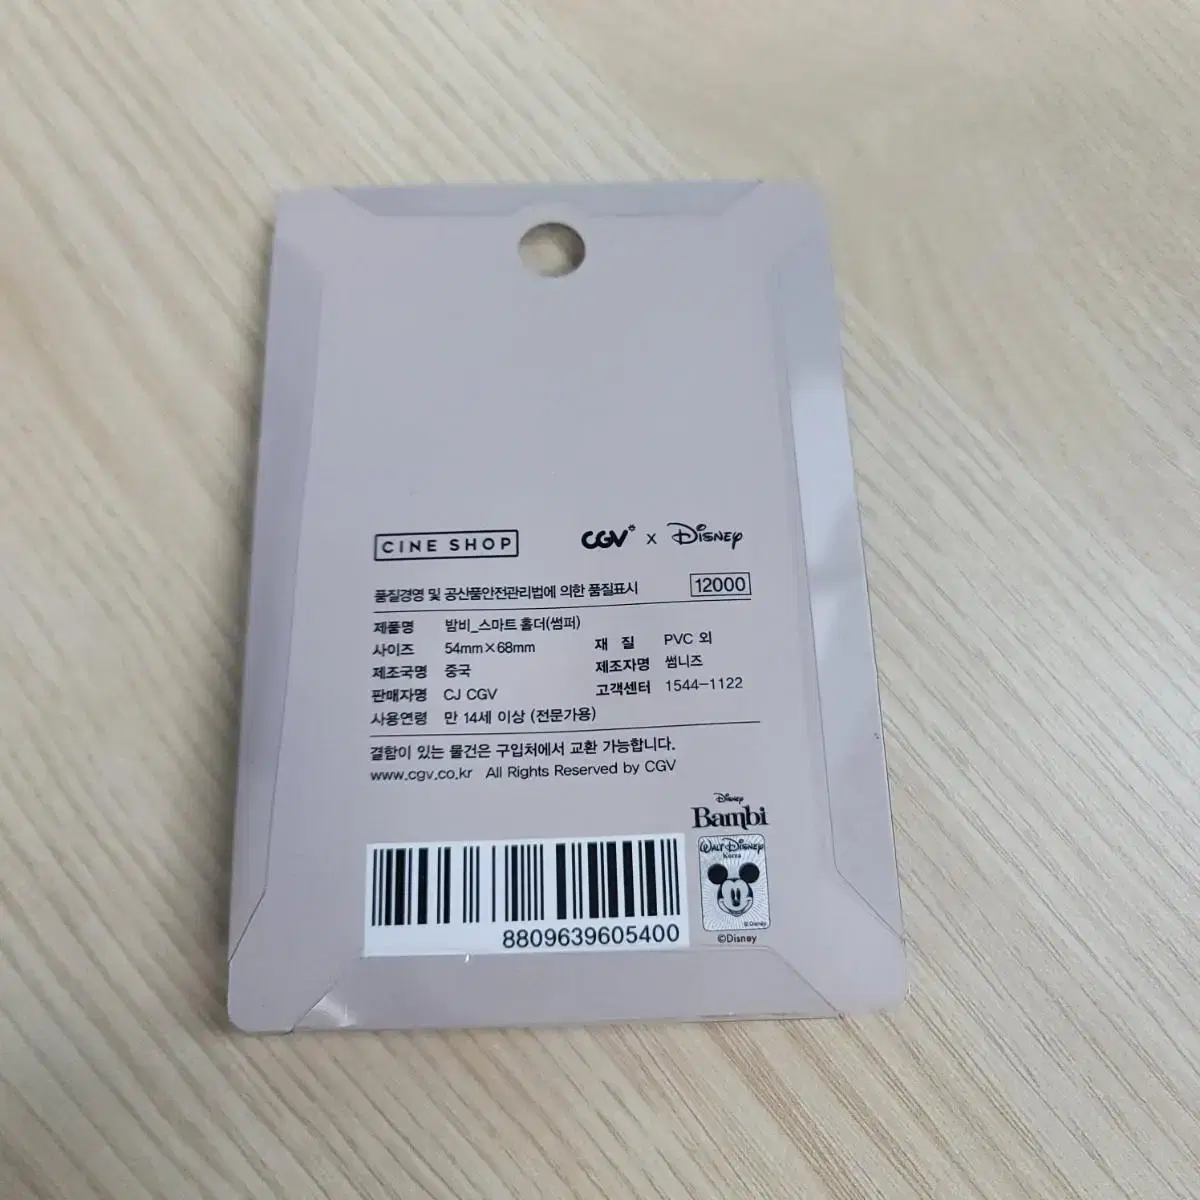 CINE SHOP
CGV x Disney
품질경영 및 공산품안전관리법에 의한 품질표시
12000
제품명 밤비_스마트 홀더(썸퍼)
사이즈 54mm×68mm
재 질 PVC 외
제조국명 중국
제조자명 썸니즈
판매자명 CJ CGV
고객센터 1544-1122
사용연령 만 14세 이상 (전문가용)
결함이 있는 물건은 구입처에서 교환 가능합니다.
www.cgv.co.kr All Rights Reserved by CGV
Disney
Bambi
WALT DISNEY
Korea
© Disney
©Disney
8809639605400